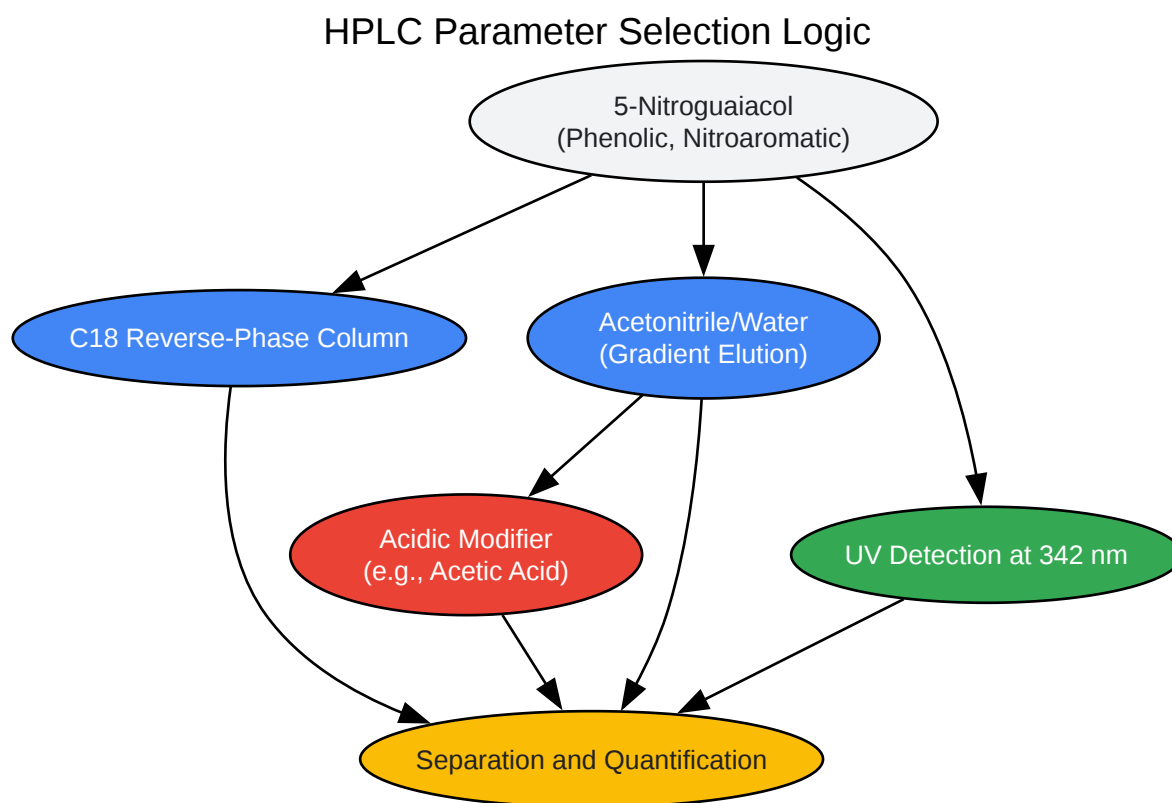 HPLC Parameter Selection Logic
5-Nitroguaiacol
(Phenolic, Nitroaromatic)
C18 Reverse-Phase Column
Acetonitrile/Water
(Gradient Elution)
Acidic Modifier
(e.g., Acetic Acid)
UV Detection at 342 nm
Separation and Quantification